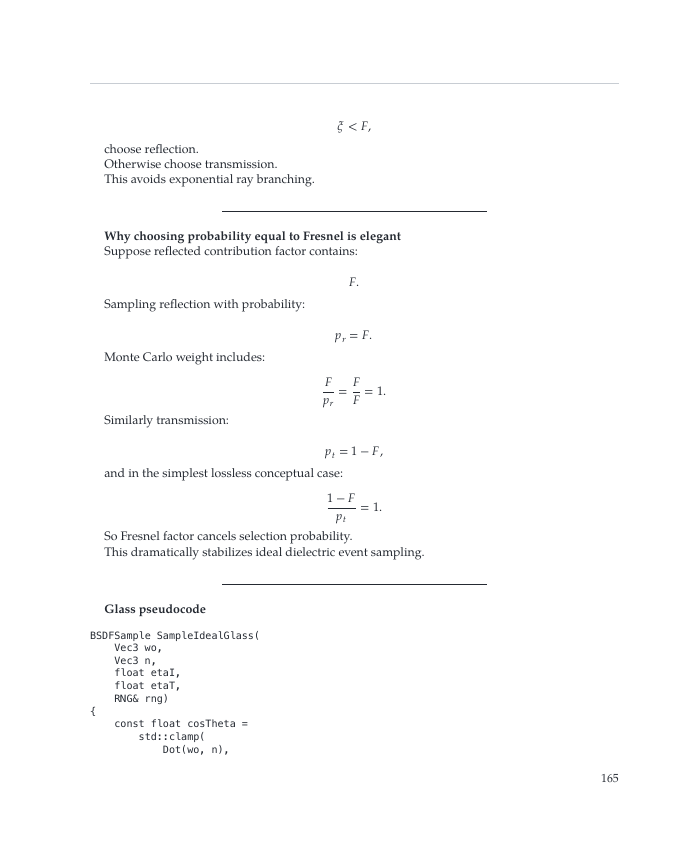 ξ < F,
choose reflection.
Otherwise choose transmission.
This avoids exponential ray branching.
Why choosing probability equal to Fresnel is elegant
Suppose reflected contribution factor contains:
F.
Sampling reflection with probability:
p_r = F.
Monte Carlo weight includes:
F/p_r = F/F = 1.
Similarly transmission:
p_t = 1 − F,
and in the simplest lossless conceptual case:
(1 − F)/p_t = 1.
So Fresnel factor cancels selection probability.
This dramatically stabilizes ideal dielectric event sampling.
Glass pseudocode
BSDFSample SampleIdealGlass(
    Vec3 wo,
    Vec3 n,
    float etaI,
    float etaT,
    RNG& rng)
{
    const float cosTheta =
        std::clamp(
            Dot(wo, n),
165